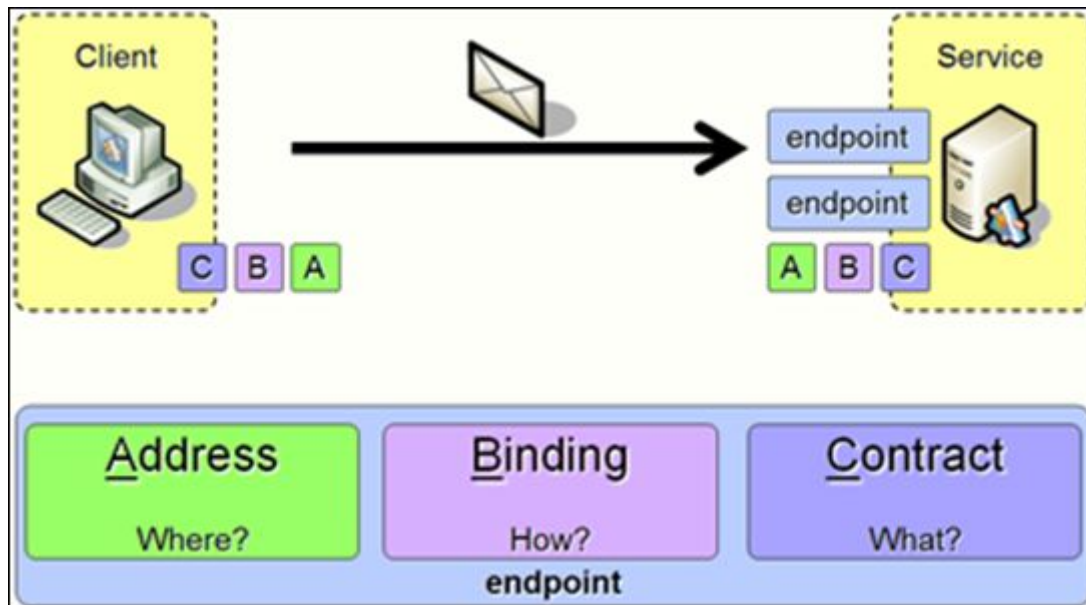 Client
Service
endpoint
endpoint
C B A
A B C
Address
Where?
Binding
How?
Contract
What?
endpoint